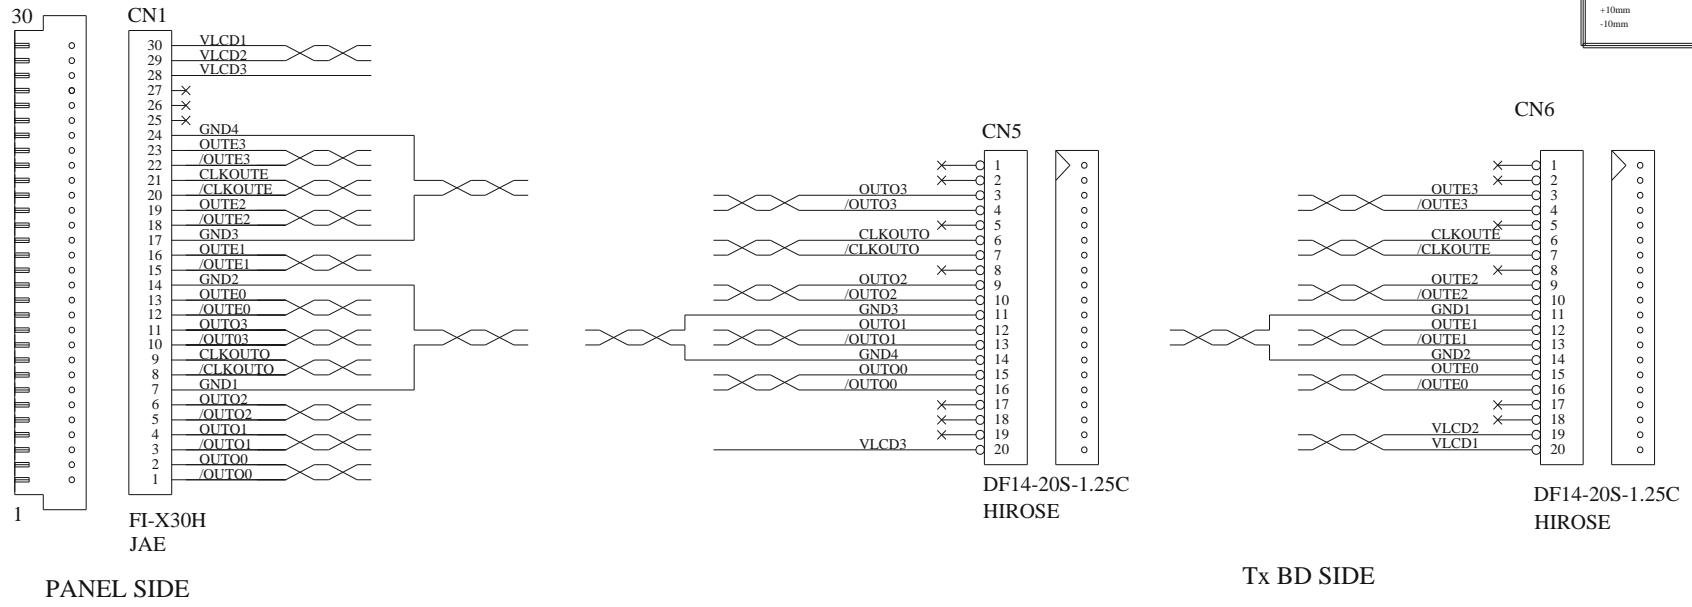 30
CN1
+10mm
-10mm
30 VLCD1
29 VLCD2
28 VLCD3
27
26
25
24 GND4
23 OUTE3
22 /OUTE3
21 CLKOUTE
20 /CLKOUTE
19 OUTE2
18 /OUTE2
17 GND3
16 OUTE1
15 /OUTE1
14 GND2
13 OUTE0
12 /OUTE0
11 OUTO3
10 /OUT03
9 CLKOUTO
8 /CLKOUTO
7 GND1
6 OUTO2
5 /OUTO2
4 OUTO1
3 /OUTO1
2 OUTO0
1 /OUTO0
1
FI-X30H
JAE
PANEL SIDE
CN5
1
2
OUTO3 3
/OUTO3 4
5
CLKOUTO 6
/CLKOUTO 7
8
OUTO2 9
/OUTO2 10
GND3 11
OUTO1 12
/OUTO1 13
GND4 14
OUTO0 15
/OUTO0 16
17
18
19
VLCD3 20
DF14-20S-1.25C
HIROSE
CN6
1
2
OUTE3 3
/OUTE3 4
5
CLKOUTE 6
/CLKOUTE 7
8
OUTE2 9
/OUTE2 10
GND1 11
OUTE1 12
/OUTE1 13
GND2 14
OUTE0 15
/OUTE0 16
17
18
VLCD2 19
VLCD1 20
DF14-20S-1.25C
HIROSE
Tx BD SIDE